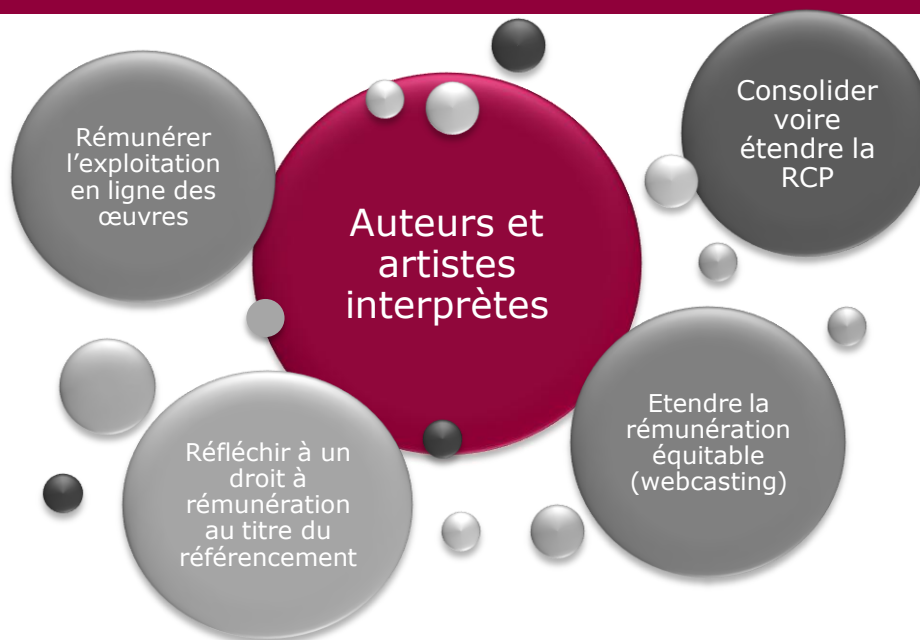 Rémunérer
l’exploitation
en ligne des
œuvres
Auteurs et
artistes
interprètes
Consolider
voire
étendre la
RCP
Réfléchir à un
droit à
rémunération
au titre du
référencement
Etendre la
rémunération
équitable
(webcasting)